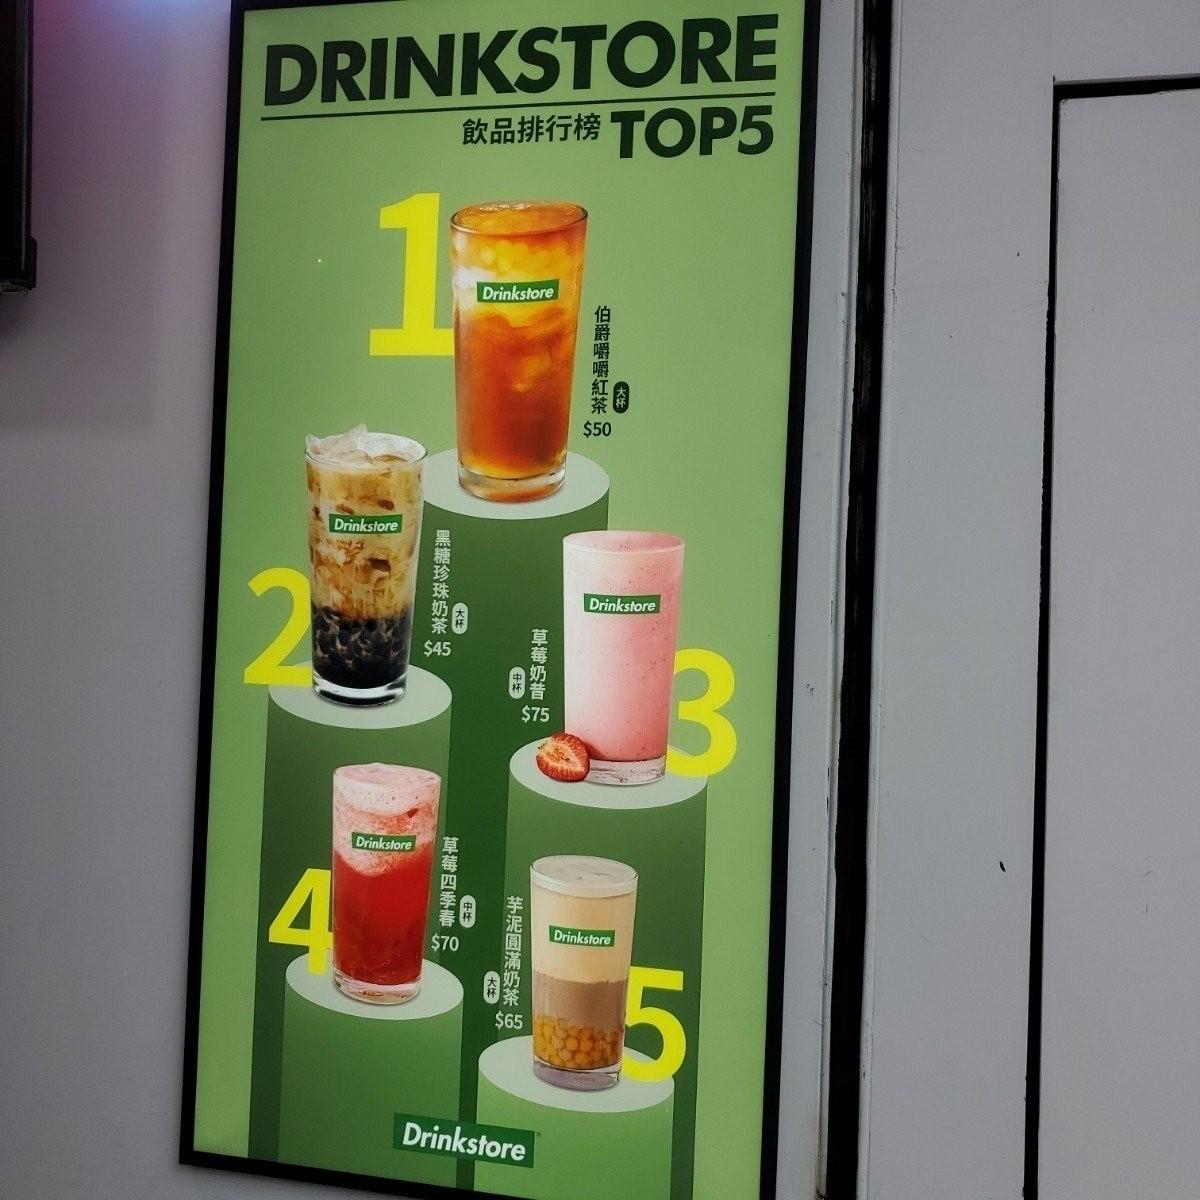 DRINKSTORE
飲品排行榜 TOP5
1
Drinkstore
伯爵嚼嚼紅茶
大杯
$50
2
Drinkstore
黑糖珍珠奶茶
大杯
$45
3
Drinkstore
草莓奶昔
中杯
$75
4
Drinkstore
草莓四季春
中杯
$70
5
Drinkstore
芋泥圓滿奶茶
大杯
$65
Drinkstore